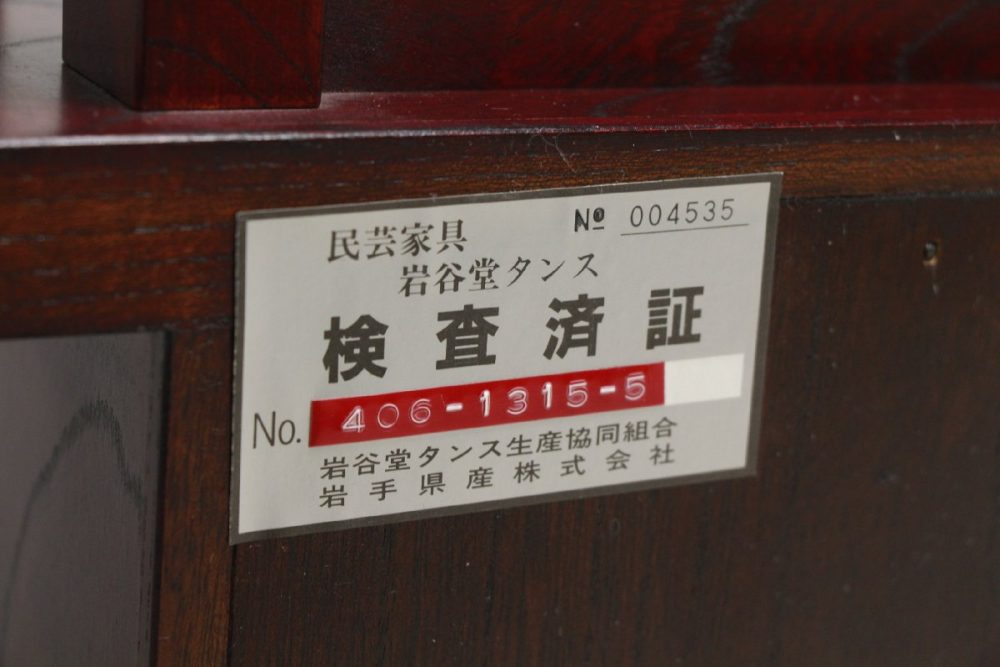 民芸家具
No 004535
岩谷堂タンス
検査済証
No. 406-1315-5
岩谷堂タンス生産協同組合
岩手県産株式会社